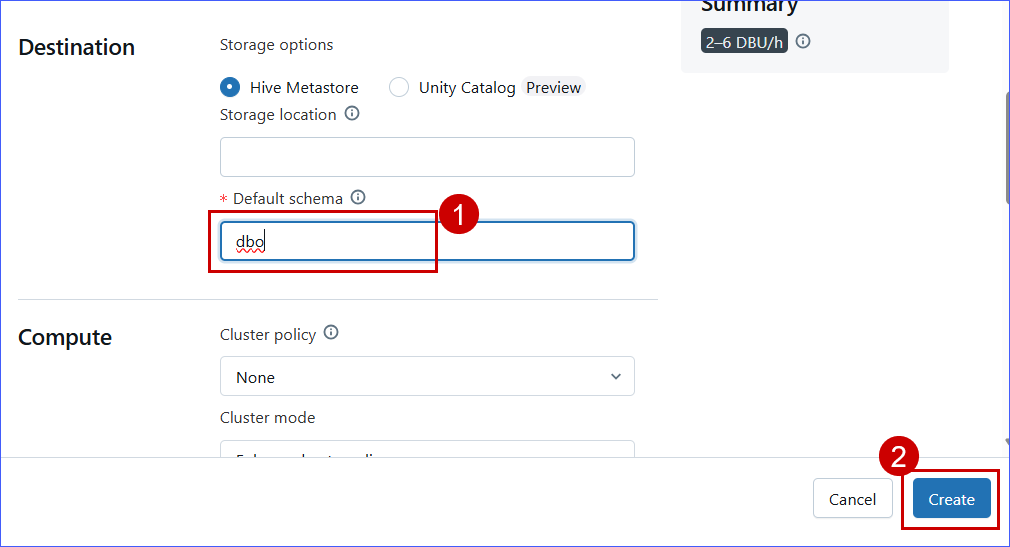 Summary
2–6 DBU/h
Destination
Storage options
Hive Metastore
Unity Catalog Preview
Storage location
* Default schema
1
dbo
Compute
Cluster policy
None
Cluster mode
2
Cancel
Create